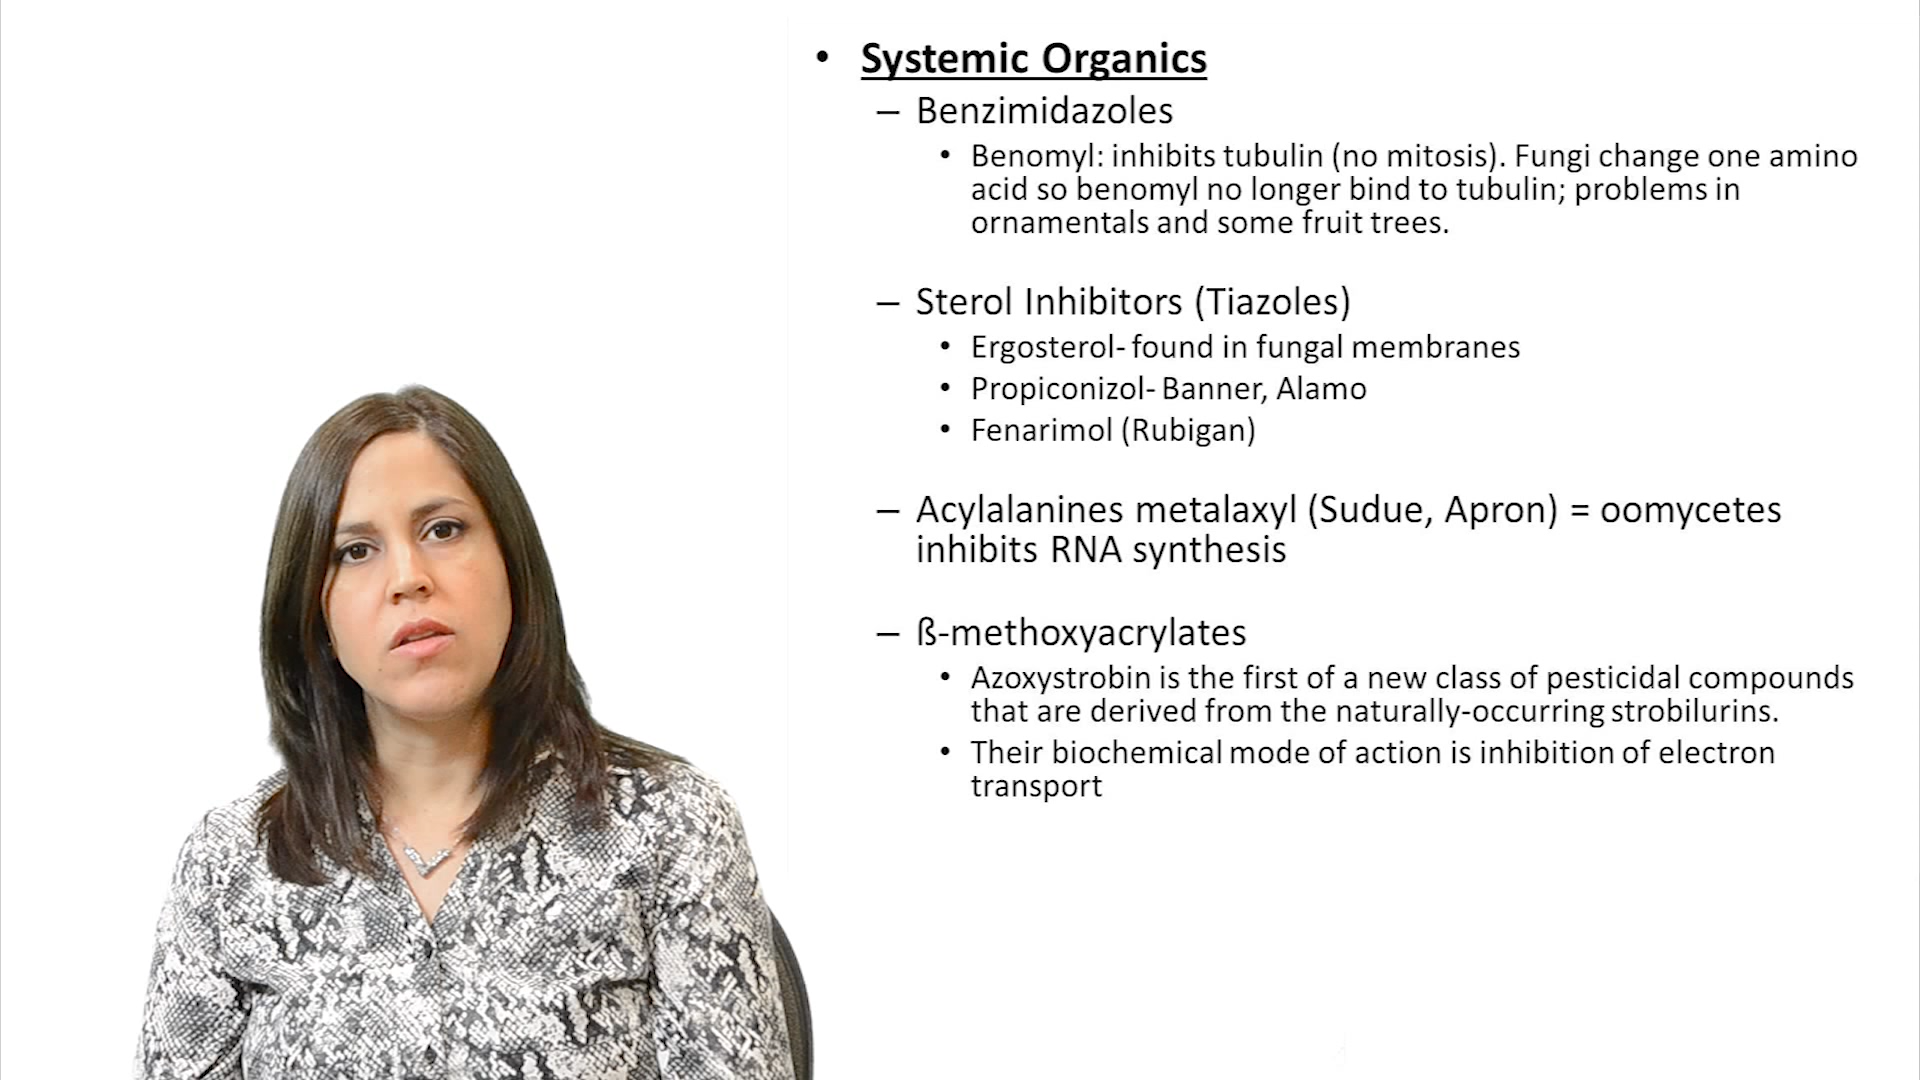 • Systemic Organics
– Benzimidazoles
• Benomyl: inhibits tubulin (no mitosis). Fungi change one amino
acid so benomyl no longer bind to tubulin; problems in
ornamentals and some fruit trees.
– Sterol Inhibitors (Tiazoles)
• Ergosterol- found in fungal membranes
• Propiconizol- Banner, Alamo
• Fenarimol (Rubigan)
– Acylalanines metalaxyl (Sudue, Apron) = oomycetes
inhibits RNA synthesis
– ß-methoxyacrylates
• Azoxystrobin is the first of a new class of pesticidal compounds
that are derived from the naturally-occurring strobilurins.
• Their biochemical mode of action is inhibition of electron
transport